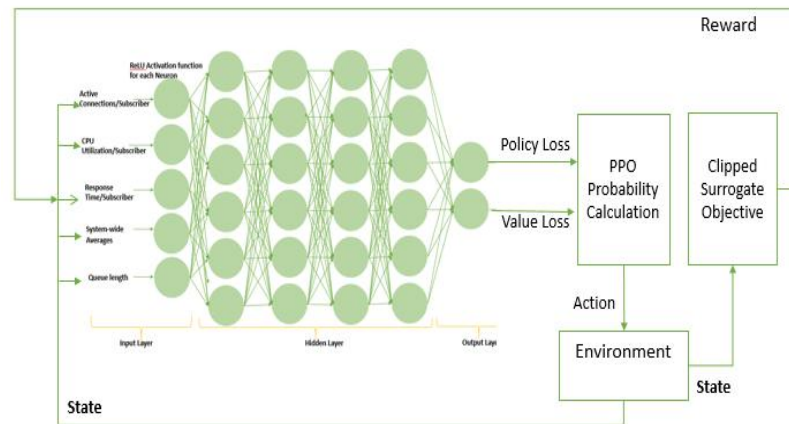 Reward
ReLU Activation function
for each Neuron
Active
Connections/Subscriber
CPU
Utilization/Subscriber
Response
Time/Subscriber
System-wide
Averages
Queue length
Policy Loss
Value Loss
PPO
Probability
Calculation
Clipped
Surrogate
Objective
Action
Environment
State
Input Layer
Hidden Layer
Output Laye
State